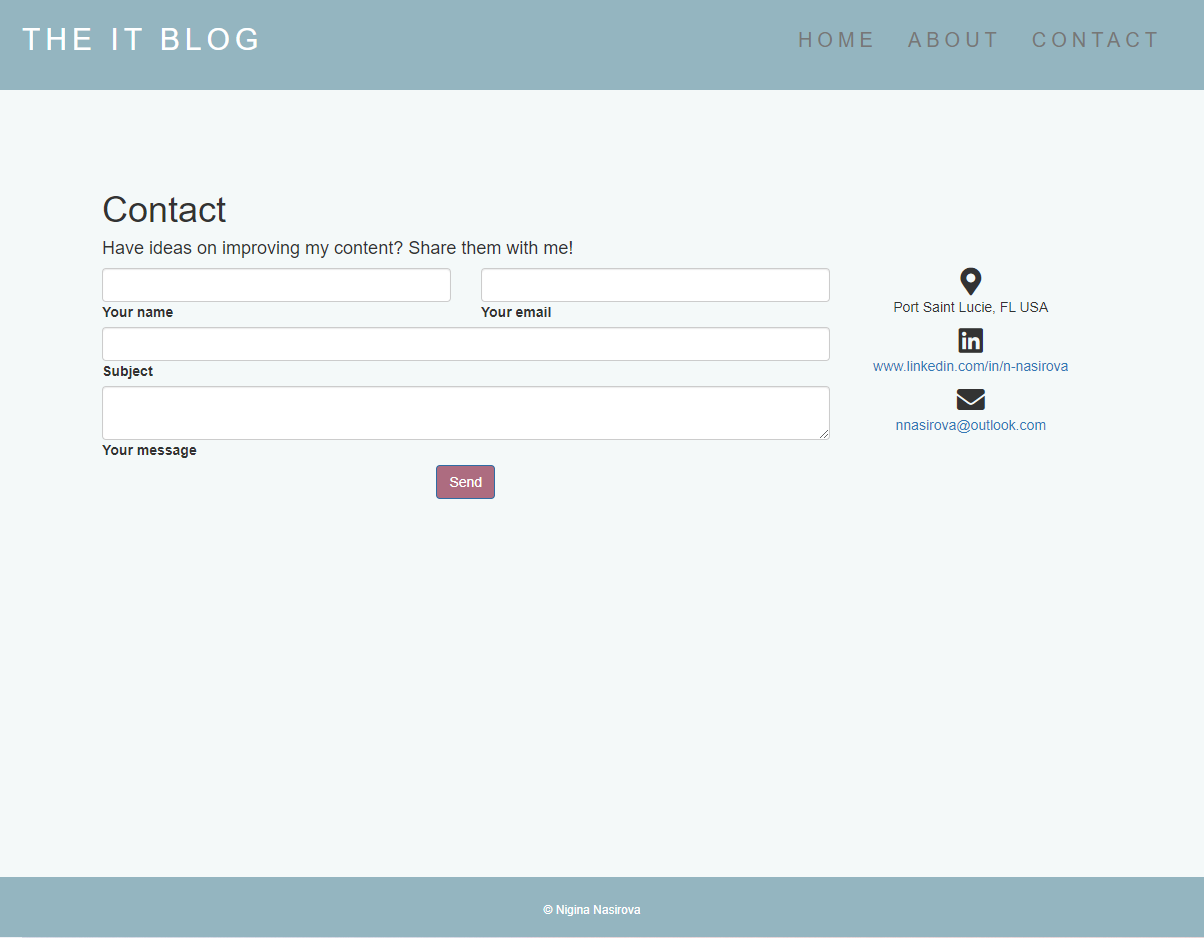 THE IT BLOG
HOME ABOUT CONTACT
Contact
Have ideas on improving my content? Share them with me!
Your name
Your email
Subject
Your message
Send
Port Saint Lucie, FL USA
in
www.linkedin.com/in/n-nasirova
nnasirova@outlook.com
© Nigina Nasirova